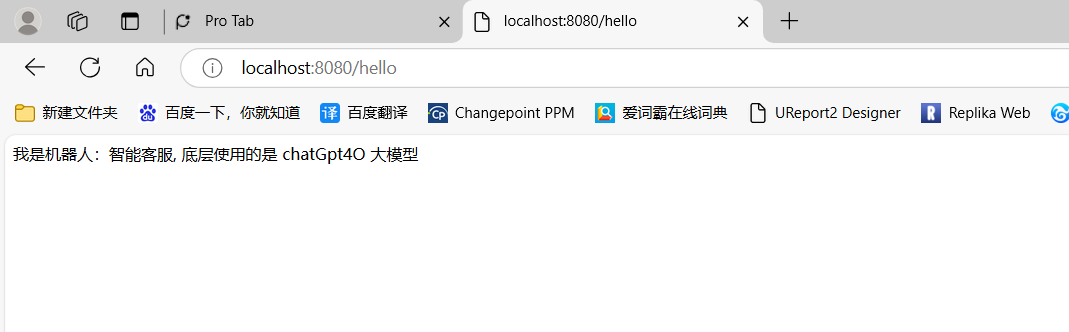 Pro Tab
localhost:8080/hello
localhost:8080/hello
新建文件夹 百度一下，你就知道 译 百度翻译 CP Changepoint PPM 爱词霸在线词典 UReport2 Designer R Replika Web
我是机器人：智能客服, 底层使用的是 chatGpt4O 大模型